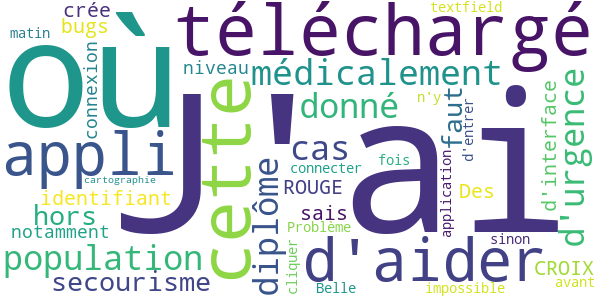 crée
bugs
matin
où
connexion
téléchargé
textfield
niveau
médicalement
n'y
faut
d'entrer
d'interface
d'urgence
cette
J'ai
donné
appli
cartographie
identifiant
hors
notamment
population
secourisme
diplôme
cas
connecter
fois
ROUGE
sais
Problème
cliquer
Belle
d'aider
application
Des
sinon
impossible
CROIX
avant